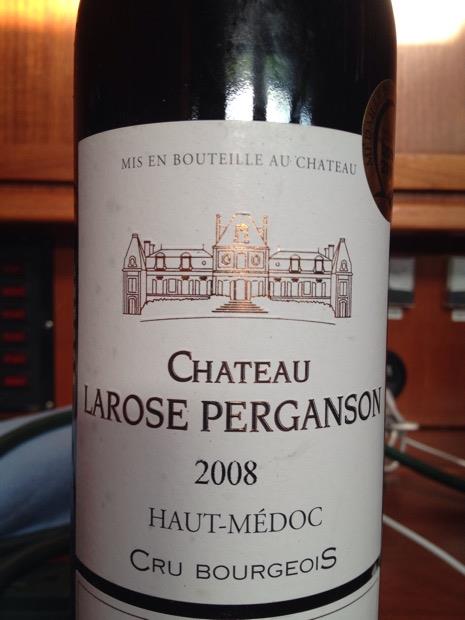 MIS EN BOUTEILLE AU CHATEAU
CHATEAU
LAROSE PERGANSON
2008
HAUT-MÉDOC
CRU BOURGEOIS